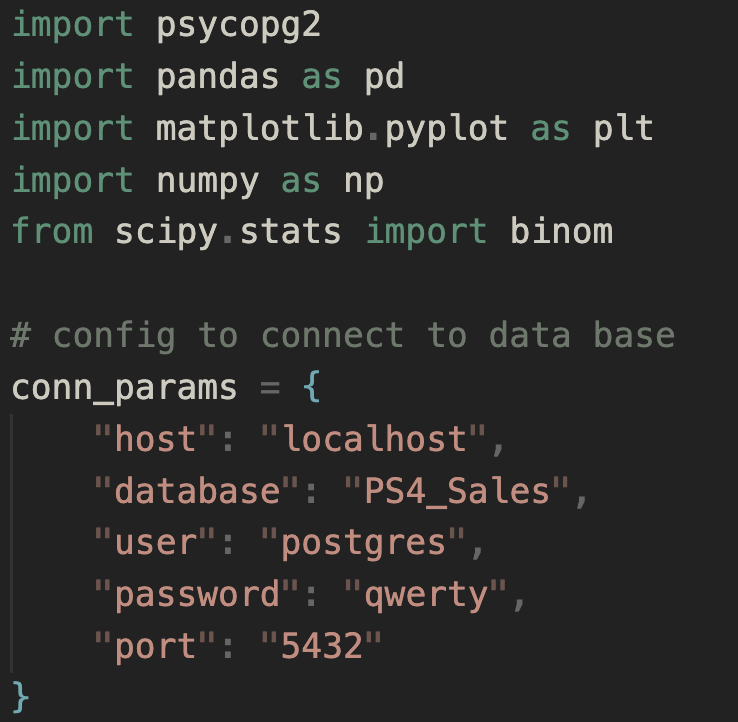 import psycopg2
import pandas as pd
import matplotlib.pyplot as plt
import numpy as np
from scipy.stats import binom

# config to connect to data base
conn_params = {
    "host": "localhost",
    "database": "PS4_Sales",
    "user": "postgres",
    "password": "qwerty",
    "port": "5432"
}